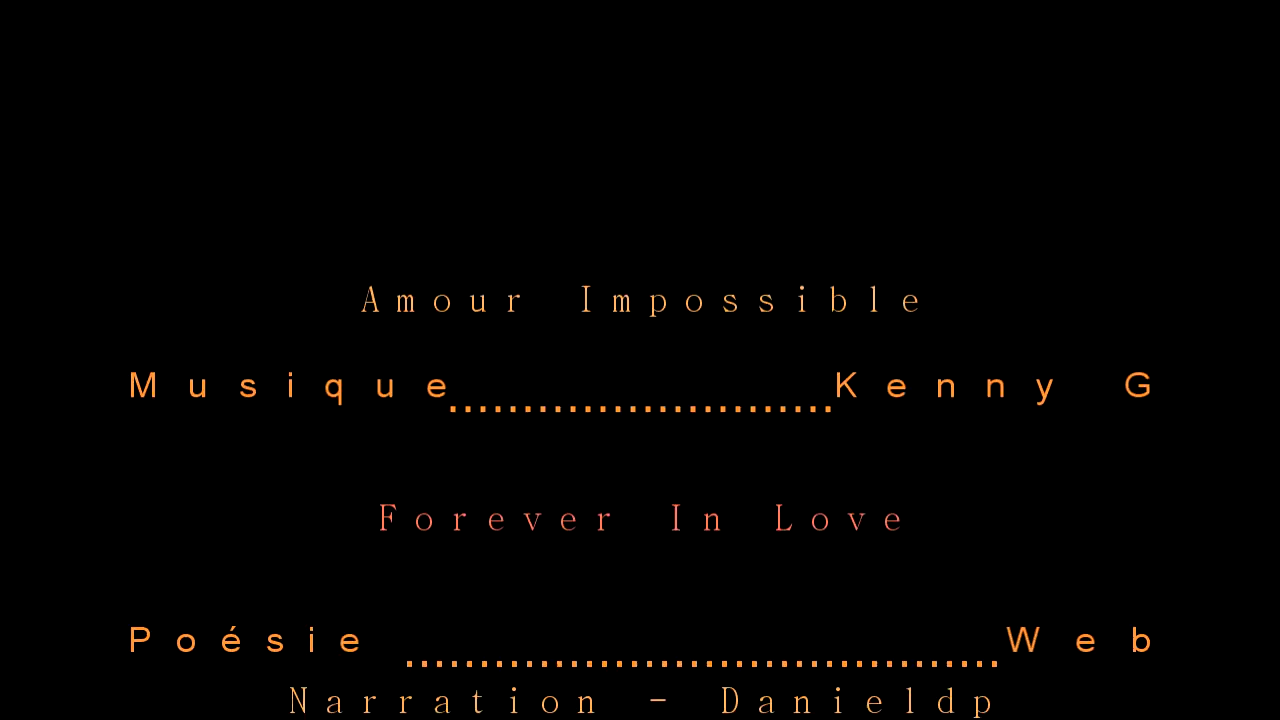 Amour Impossible
Musique..........................Kenny G
Forever In Love
Poésie ........................................Web
Narration - Danieldp